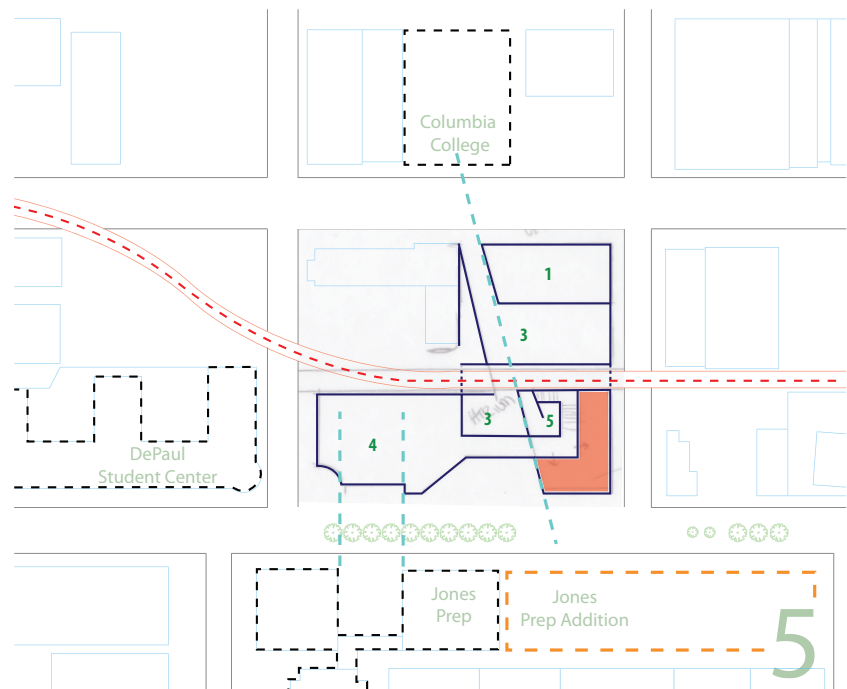 Columbia
College
1
3
3
5
4
DePaul
Student Center
Jones
Prep
Jones
Prep Addition
5